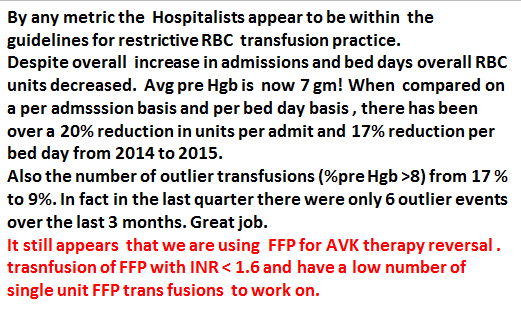 By any metric the Hospitalists appear to be within the
guidelines for restrictive RBC transfusion practice.
Despite overall increase in admissions and bed days overall RBC
units decreased. Avg pre Hgb is now 7 gm! When compared on
a per admsssion basis and per bed day basis , there has been
over a 20% reduction in units per admit and 17% reduction per
bed day from 2014 to 2015.
Also the number of outlier transfusions (%pre Hgb >8) from 17 %
to 9%. In fact in the last quarter there were only 6 outlier events
over the last 3 months. Great job.
It still appears that we are using FFP for AVK therapy reversal .
trasnfusion of FFP with INR < 1.6 and have a low number of
single unit FFP trans fusions to work on.